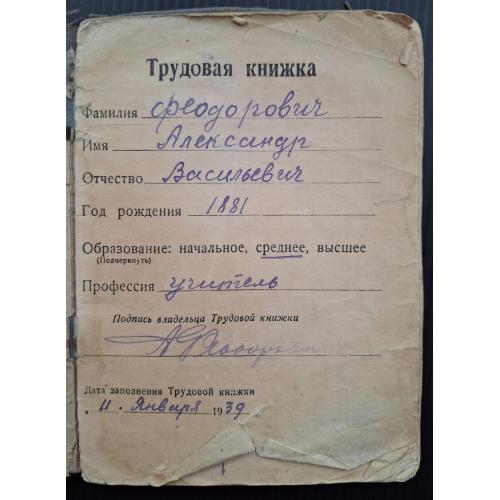 Трудовая книжка
Фамилия Феодорович
Имя Александр
Отчество Васильевич
Год рождения 1881
Образование: начальное, среднее, высшее
(Подчеркнуть)
Профессия учитель
Подпись владельца Трудовой книжки
А Феодорович
Дата заполнения Трудовой книжки
„ 11 . Января 1939